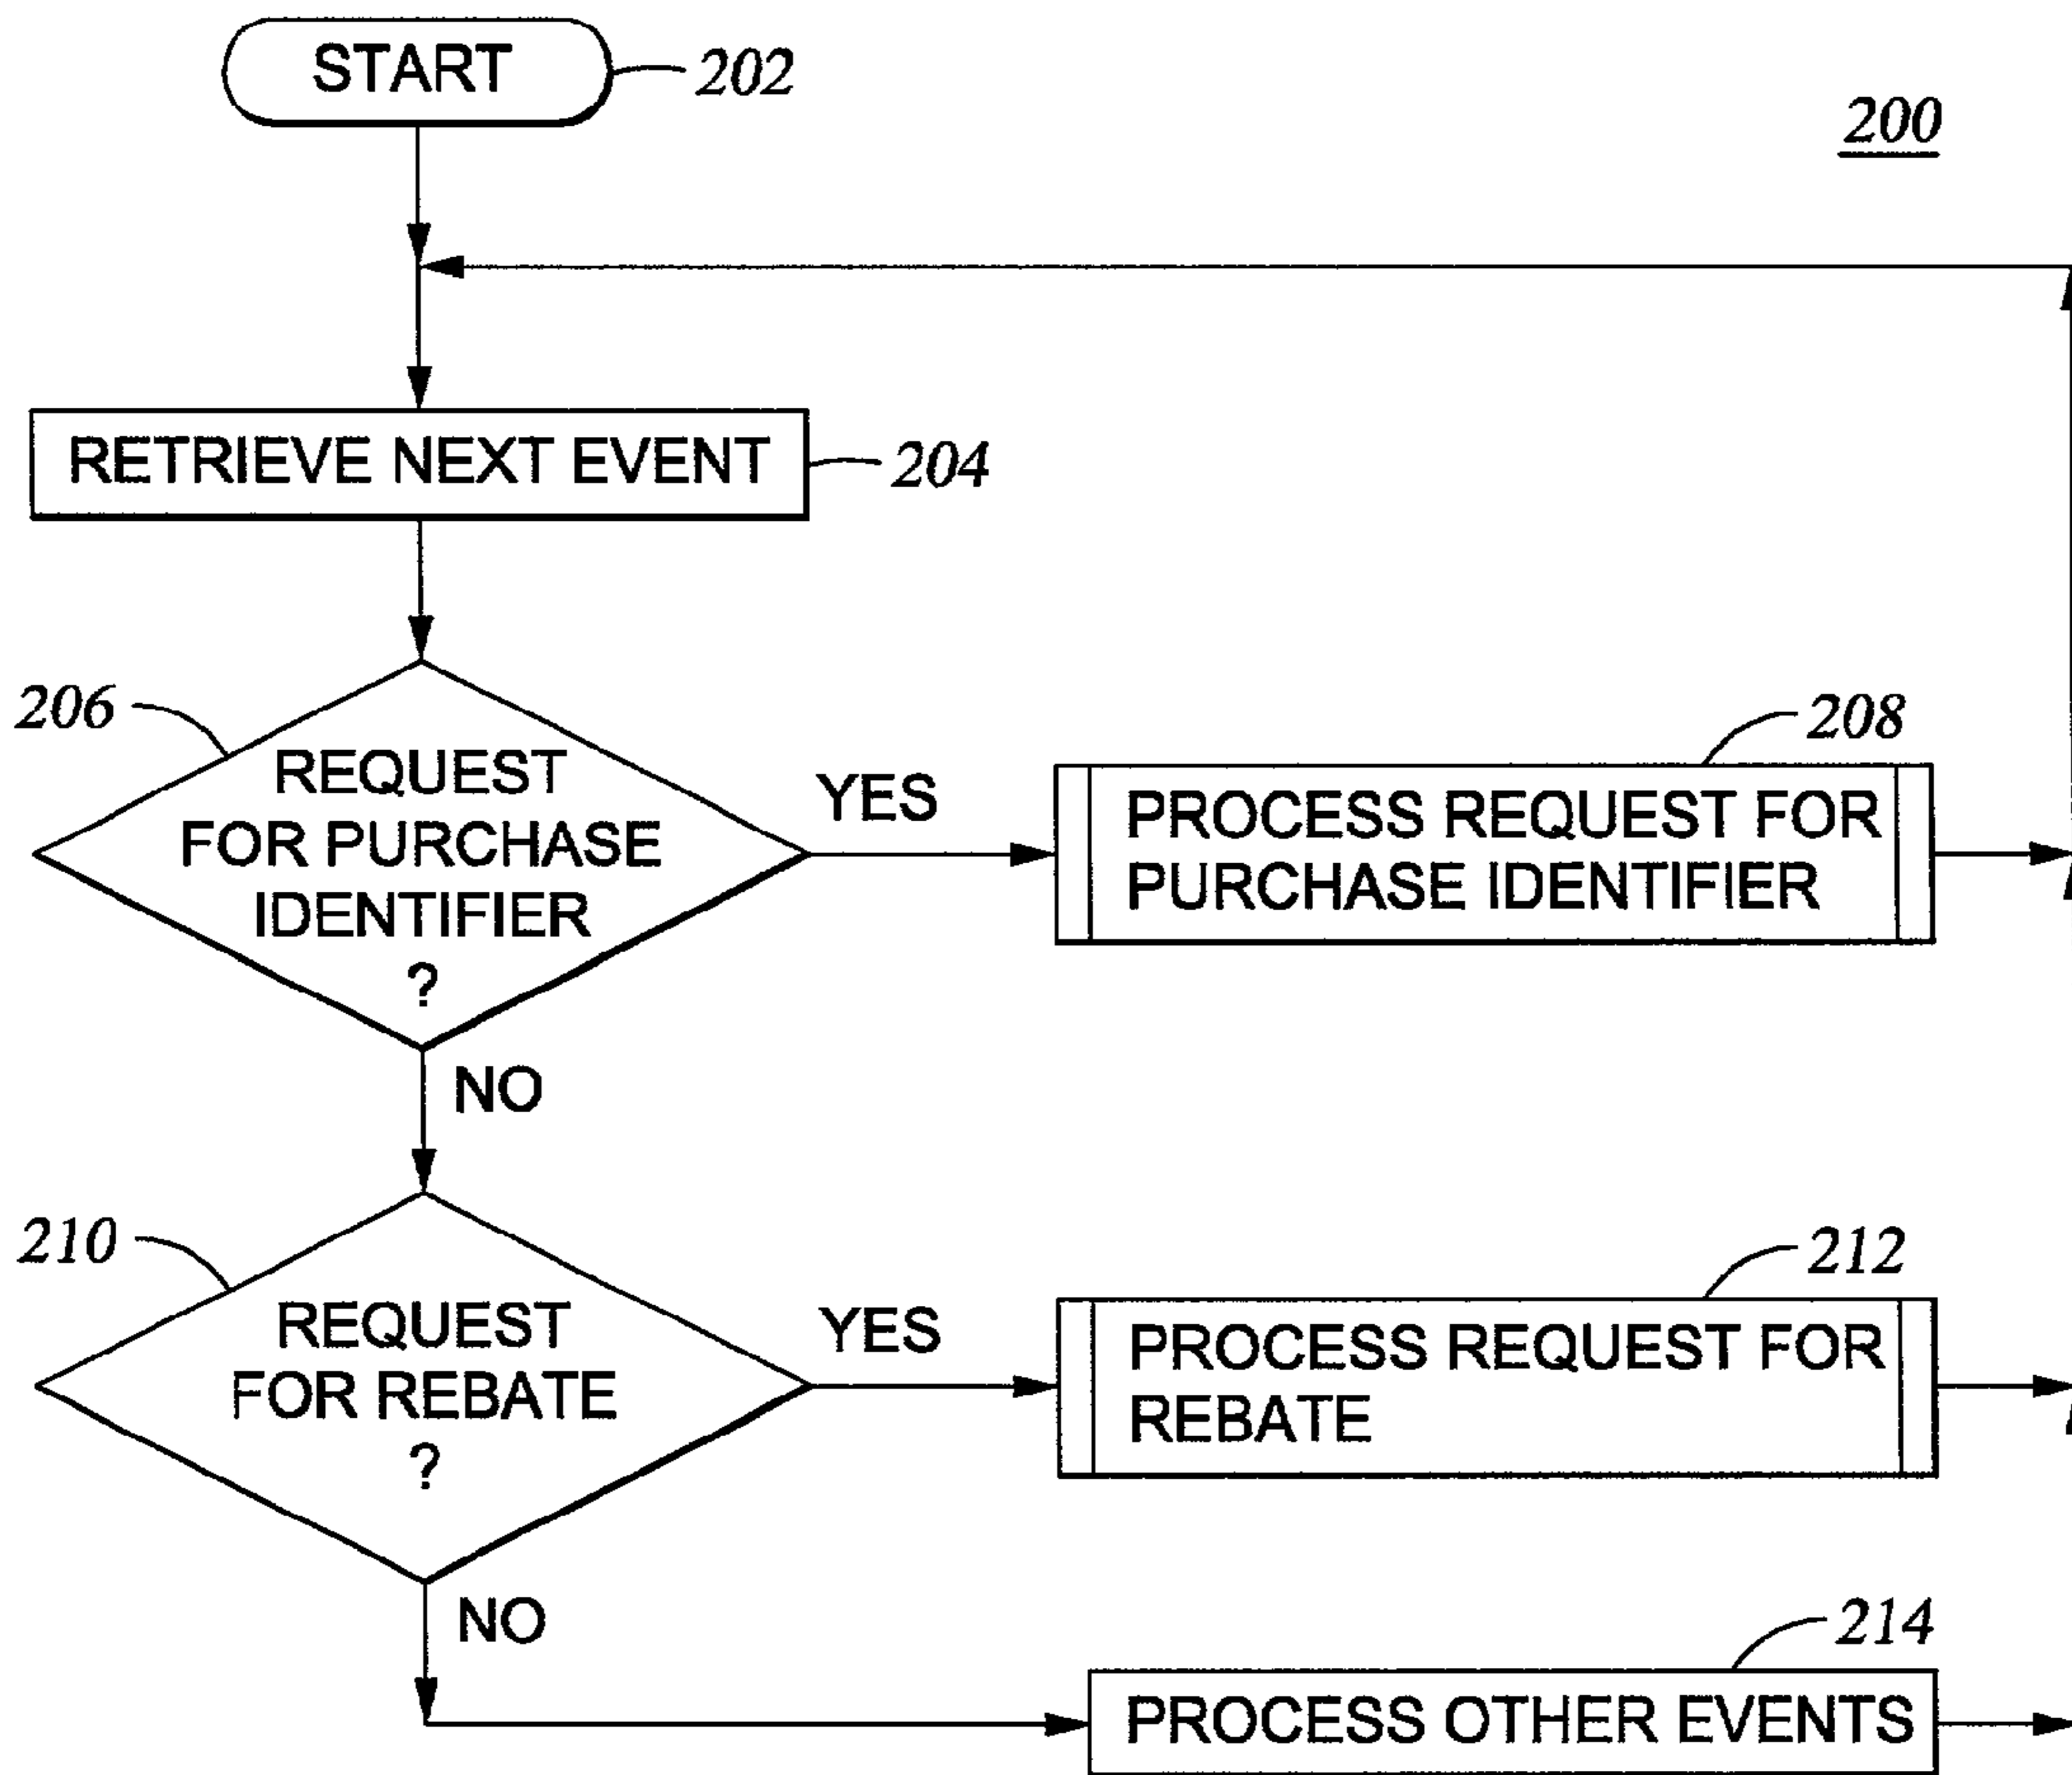 START
202
200
RETRIEVE NEXT EVENT
204
206
REQUEST
FOR PURCHASE
IDENTIFIER
?
YES
208
PROCESS REQUEST FOR
PURCHASE IDENTIFIER
NO
210
REQUEST
FOR REBATE
?
YES
212
PROCESS REQUEST FOR
REBATE
NO
214
PROCESS OTHER EVENTS